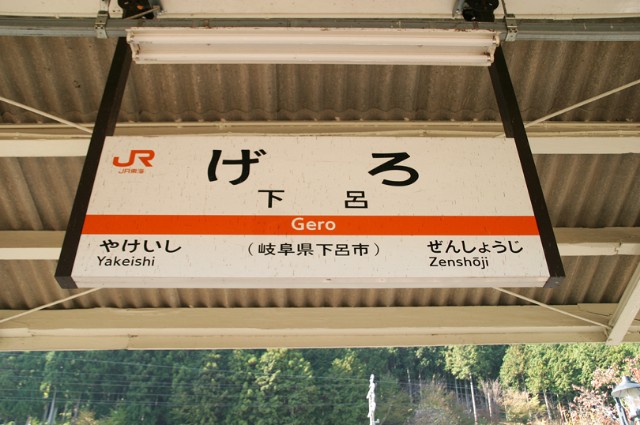 JR
JR東海
げろ
下呂
Gero
やけいし
Yakeishi
（岐阜県下呂市）
ぜんしょうじ
Zenshōji